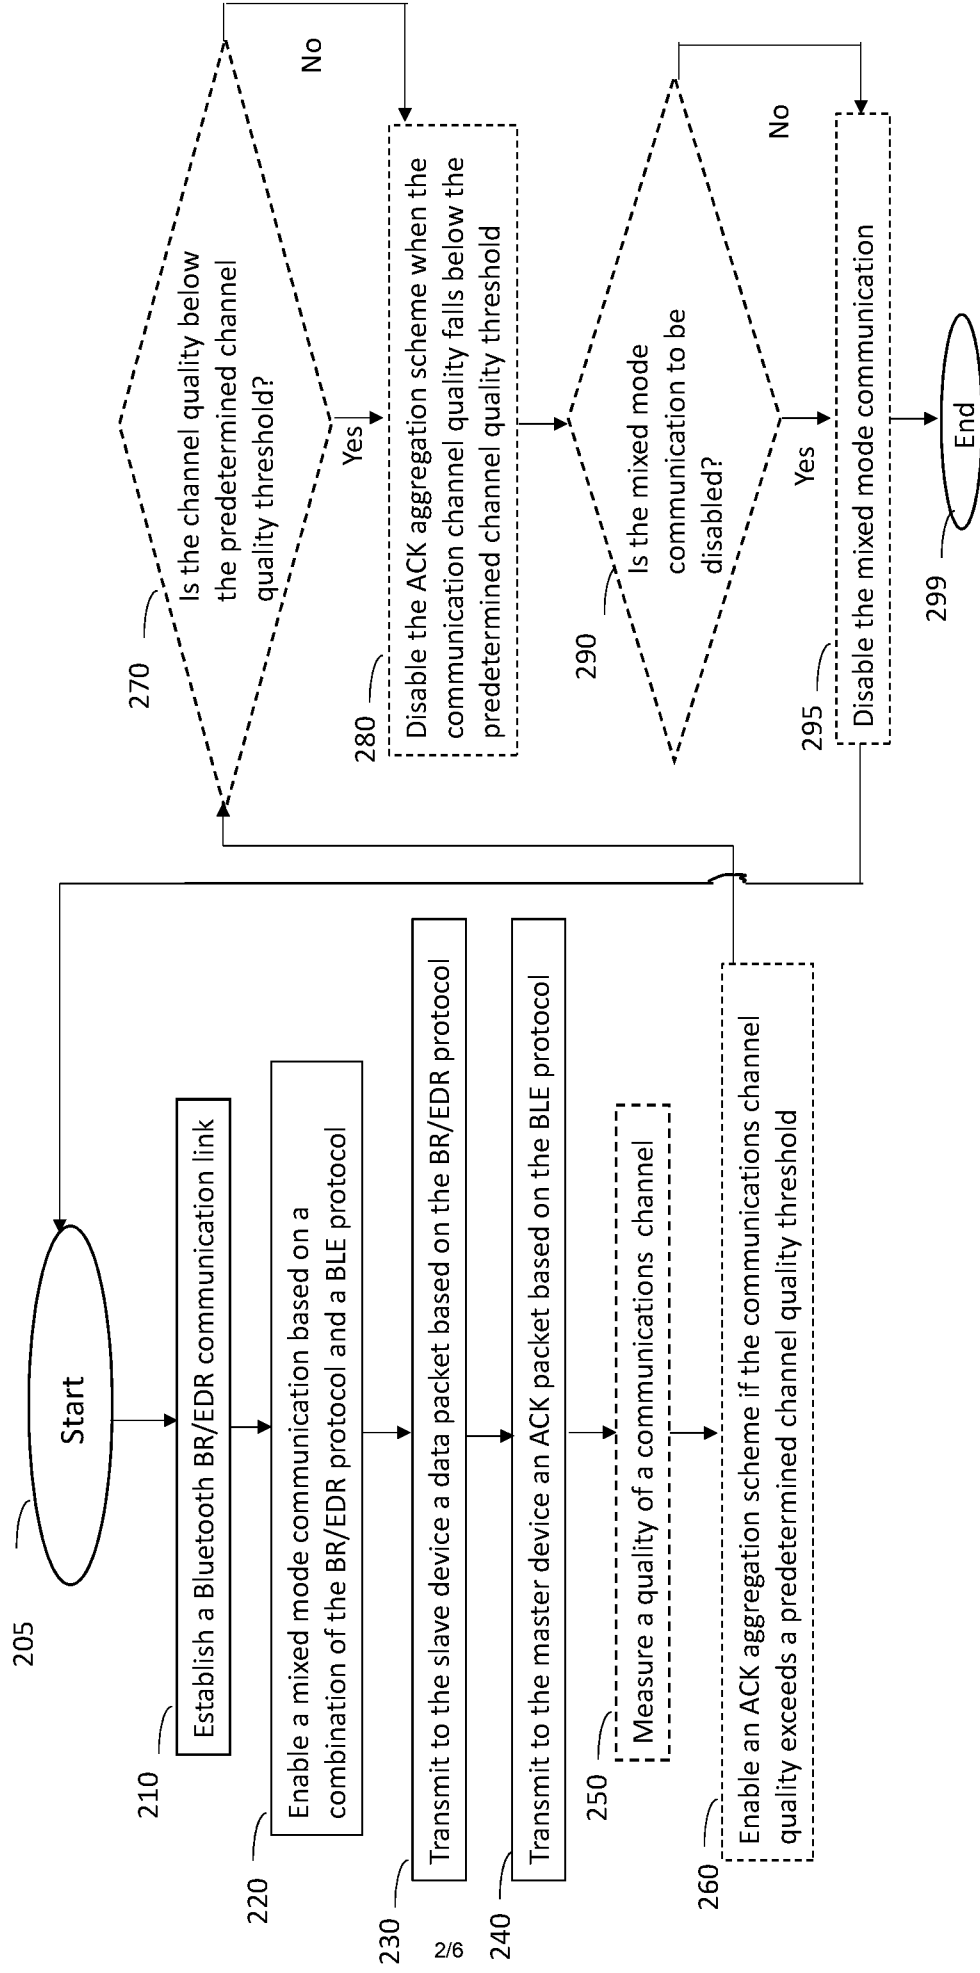 205
Start
210
Establish a Bluetooth BR/EDR communication link
220
Enable a mixed mode communication based on a
combination of the BR/EDR protocol and a BLE protocol
230
Transmit to the slave device a data packet based on the BR/EDR protocol
240
Transmit to the master device an ACK packet based on the BLE protocol
250
Measure a quality of a communications channel
260
Enable an ACK aggregation scheme if the communications channel
quality exceeds a predetermined channel quality threshold
270
Is the channel quality below
the predetermined channel
quality threshold?
No
Yes
280
Disable the ACK aggregation scheme when the
communication channel quality falls below the
predetermined channel quality threshold
290
Is the mixed mode
communication to be
disabled?
No
Yes
295
Disable the mixed mode communication
299
End
2/6